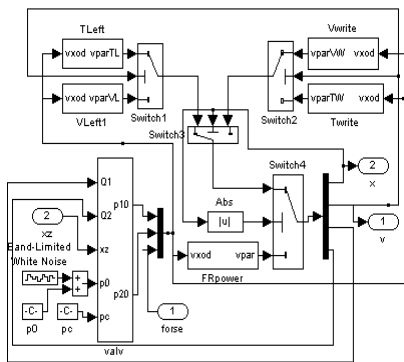 TLeft
vxod vparTL
Switch1
vxod vparVL
VLeft1
Vwrite
vparVW vxod
vparTW vxod
Switch2
Twrite
Switch3
Switch4
2
x
Abs
|u|
1
v
vxod vpar
FRpower
Q1
Q2
xz
p0
pc
p10
p20
valv
2
xz
Band-Limited
White Noise
+
+
-C-
p0
-C-
pc
1
forse